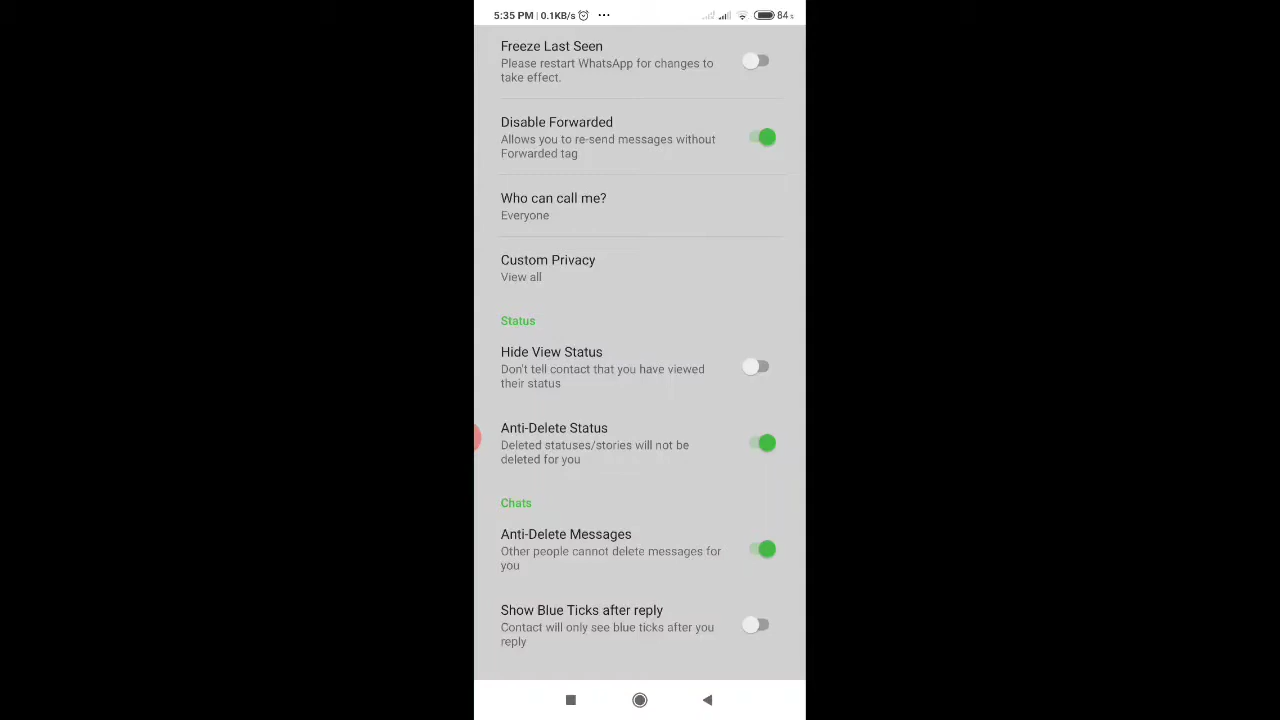 5:35 PM | 0.1KB/s ... 84%
Freeze Last Seen
Please restart WhatsApp for changes to
take effect.
Disable Forwarded
Allows you to re-send messages without
Forwarded tag
Who can call me?
Everyone
Custom Privacy
View all
Status
Hide View Status
Don't tell contact that you have viewed
their status
Anti-Delete Status
Deleted statuses/stories will not be
deleted for you
Chats
Anti-Delete Messages
Other people cannot delete messages for
you
Show Blue Ticks after reply
Contact will only see blue ticks after you
reply